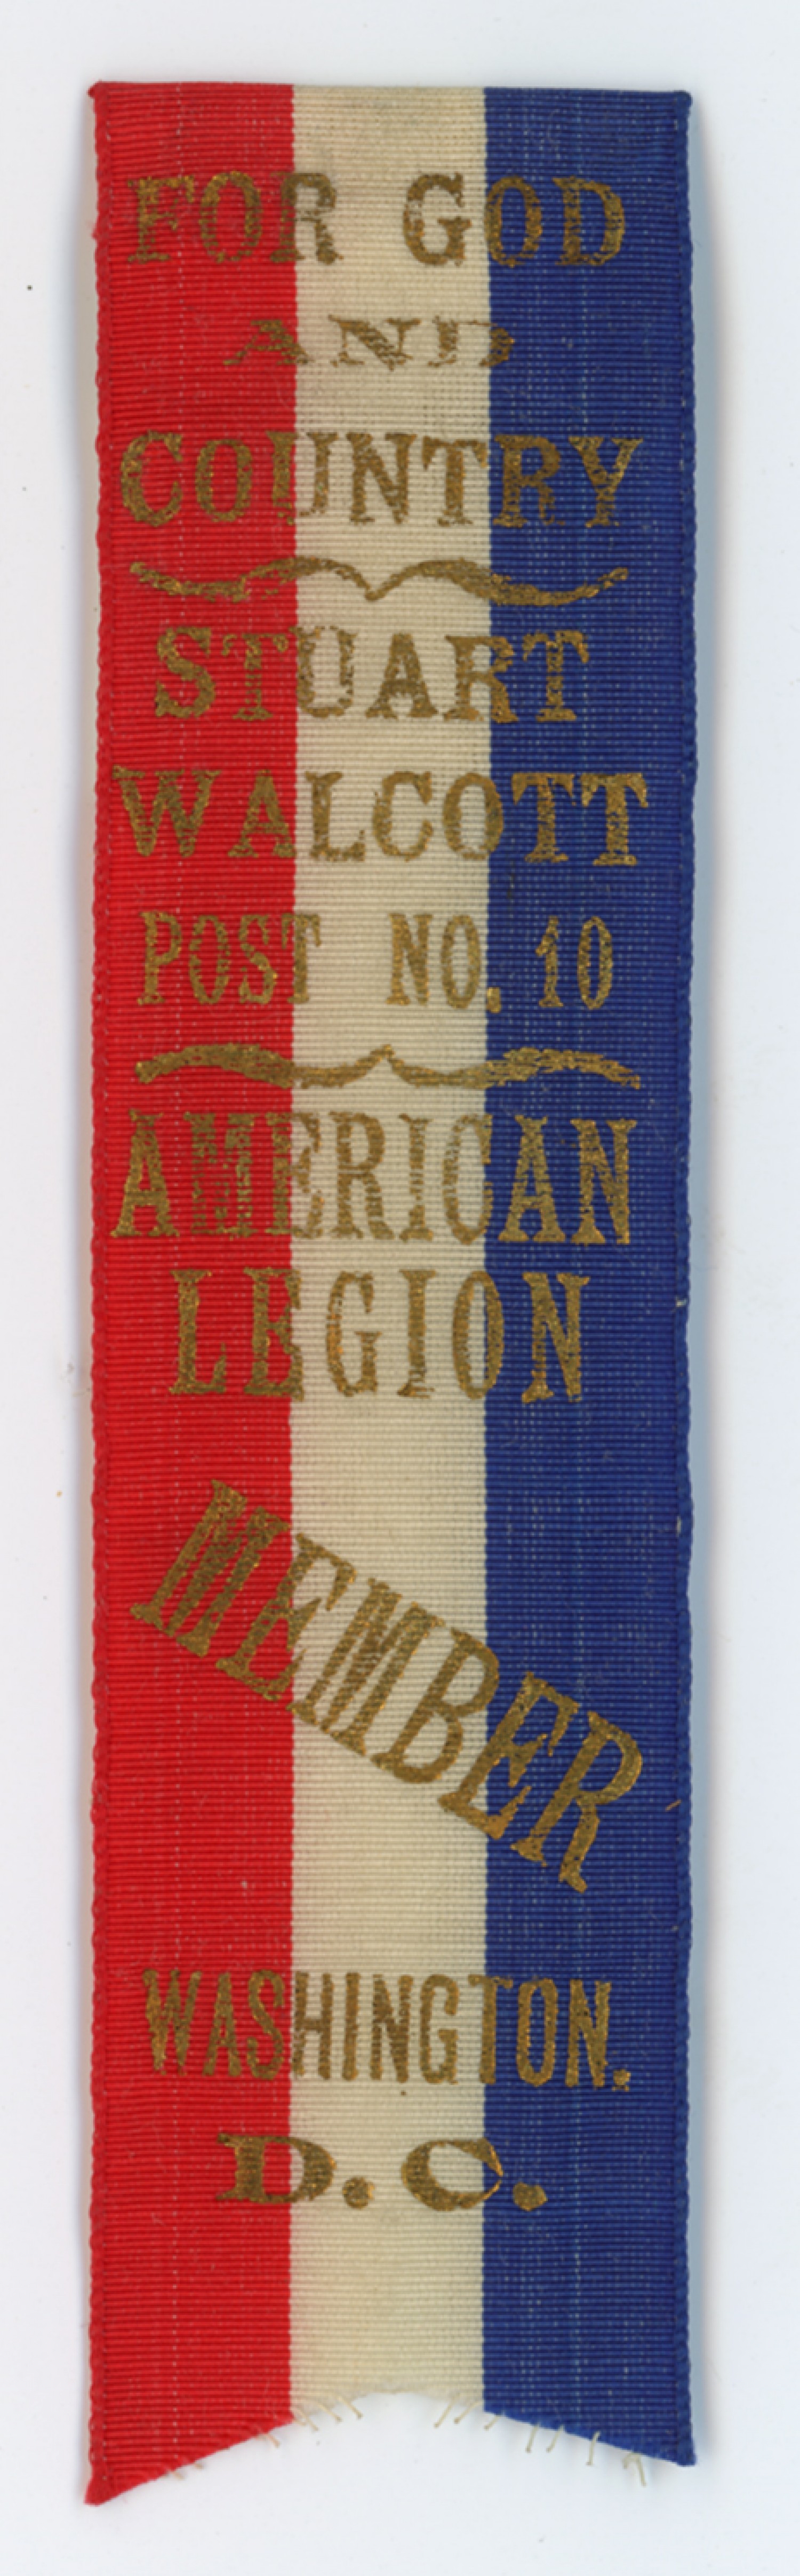 FOR GOD
AND
COUNTRY
STUART
WALCOTT
POST NO. 10
AMERICAN
LEGION
MEMBER
WASHINGTON.
D.C.